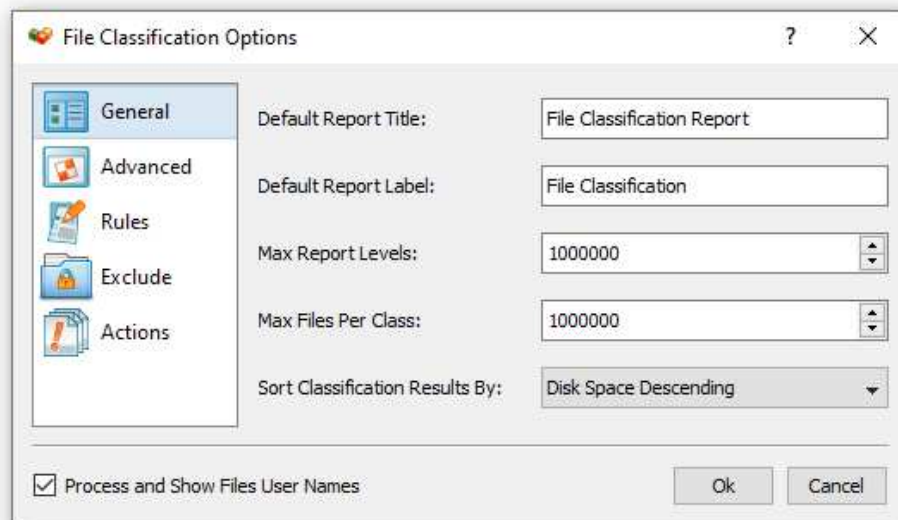 File Classification Options
?
General
Advanced
Rules
Exclude
Actions
Default Report Title: File Classification Report
Default Report Label: File Classification
Max Report Levels: 1000000
Max Files Per Class: 1000000
Sort Classification Results By: Disk Space Descending
Process and Show Files User Names
Ok
Cancel